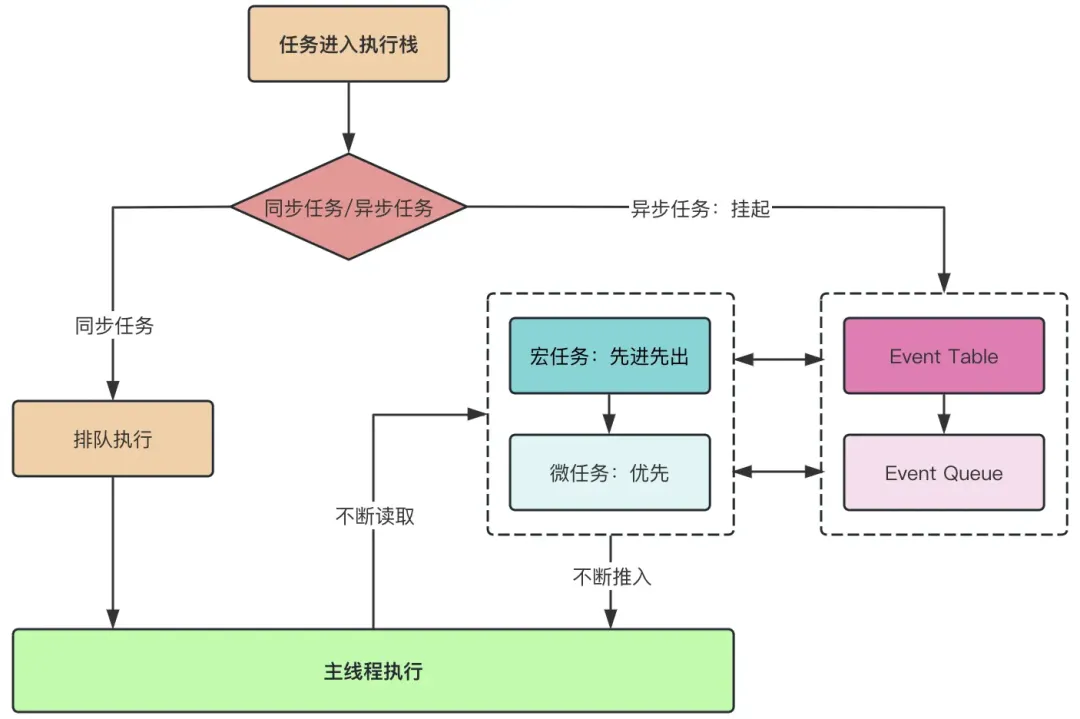 任务进入执行栈
同步任务/异步任务
异步任务：挂起
同步任务
宏任务：先进先出
Event Table
排队执行
微任务：优先
Event Queue
不断读取
不断推入
主线程执行